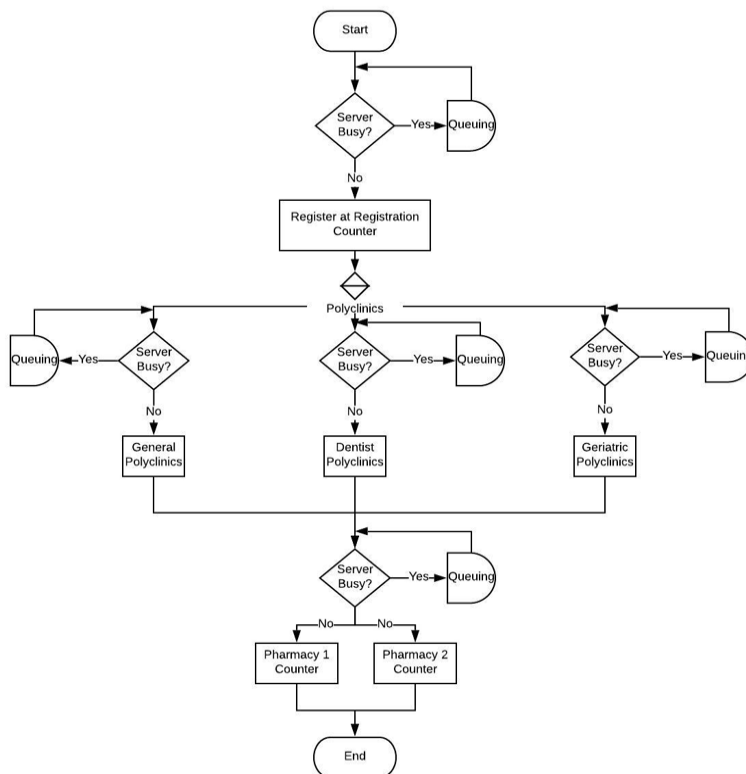 Start
Server
Busy?
Yes
Queuing
No
Register at Registration
Counter
Polyclinics
Queuing
Yes
Server
Busy?
Server
Busy?
Yes
Queuing
Server
Busy?
Yes
Queuin
No
No
No
General
Polyclinics
Dentist
Polyclinics
Geriatric
Polyclinics
Server
Busy?
Yes
Queuing
No
No
Pharmacy 1
Counter
Pharmacy 2
Counter
End